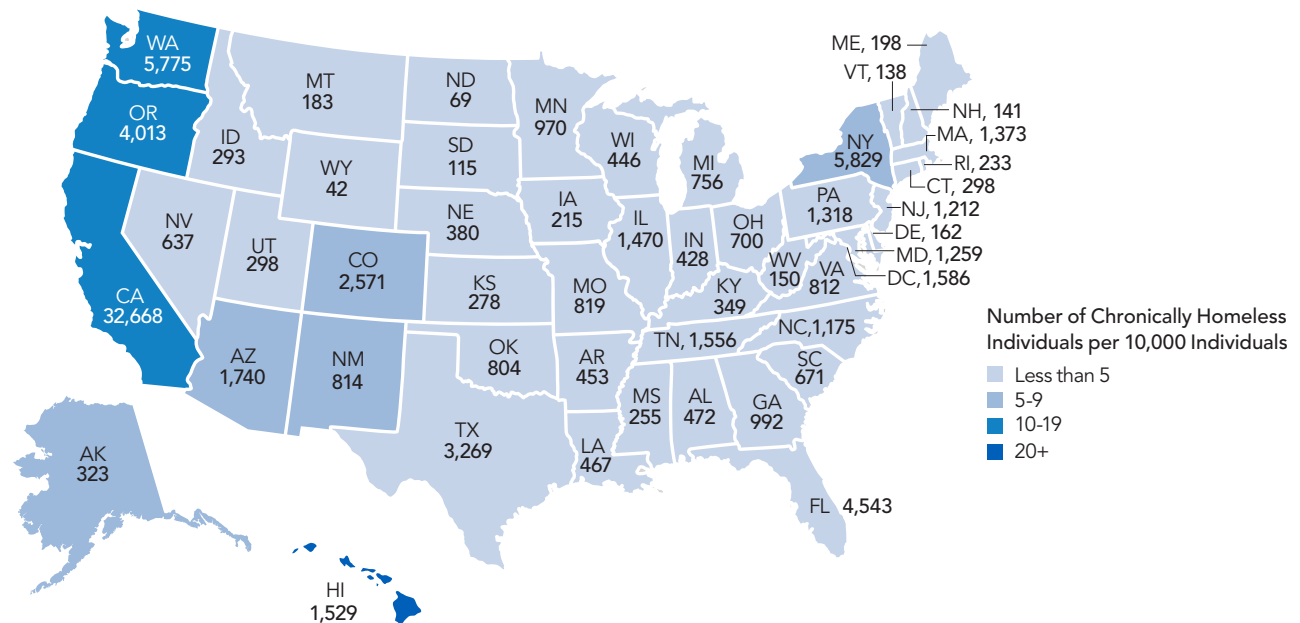 WA
5,775
OR
4,013
CA
32,668
ID
293
NV
637
MT
183
WY
42
UT
298
CO
2,571
AZ
1,740
NM
814
ND
69
SD
115
NE
380
KS
278
OK
804
TX
3,269
MN
970
IA
215
MO
819
AR
453
LA
467
WI
446
IL
1,470
MI
756
IN
428
OH
700
KY
349
TN, 1,556
MS
255
AL
472
GA
992
FL 4,543
SC
671
NC,1,175
WV
150
VA
812
PA
1,318
NY
5,829
ME, 198
VT, 138
NH, 141
MA, 1,373
RI, 233
CT, 298
NJ, 1,212
DE, 162
MD, 1,259
DC, 1,586
AK
323
HI
1,529
Number of Chronically Homeless
Individuals per 10,000 Individuals
Less than 5
5-9
10-19
20+